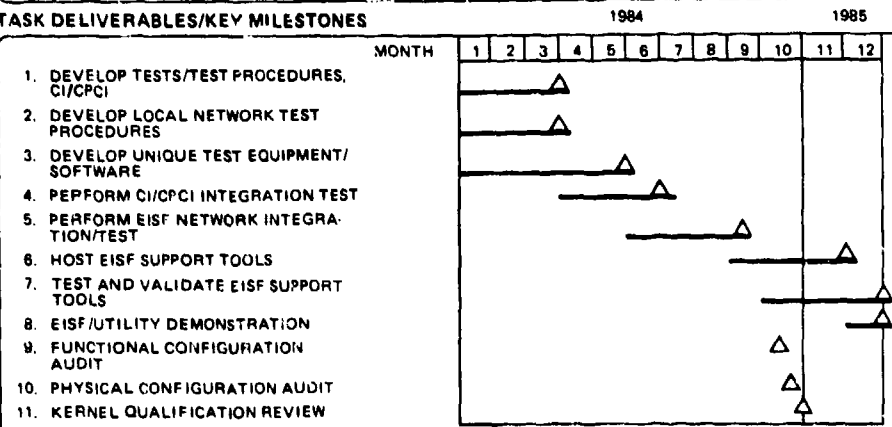 TASK DELIVERABLES/KEY MILESTONES 1984 1985
MONTH 1 2 3 4 5 6 7 8 9 10 11 12
1. DEVELOP TESTS/TEST PROCEDURES,
CI/CPCI
2. DEVELOP LOCAL NETWORK TEST
PROCEDURES
3. DEVELOP UNIQUE TEST EQUIPMENT/
SOFTWARE
4. PERFORM CI/CPCI INTEGRATION TEST
5. PERFORM EISF NETWORK INTEGRA-
TION/TEST
6. HOST EISF SUPPORT TOOLS
7. TEST AND VALIDATE EISF SUPPORT
TOOLS
8. EISF/UTILITY DEMONSTRATION
9. FUNCTIONAL CONFIGURATION
AUDIT
10. PHYSICAL CONFIGURATION AUDIT
11. KERNEL QUALIFICATION REVIEW